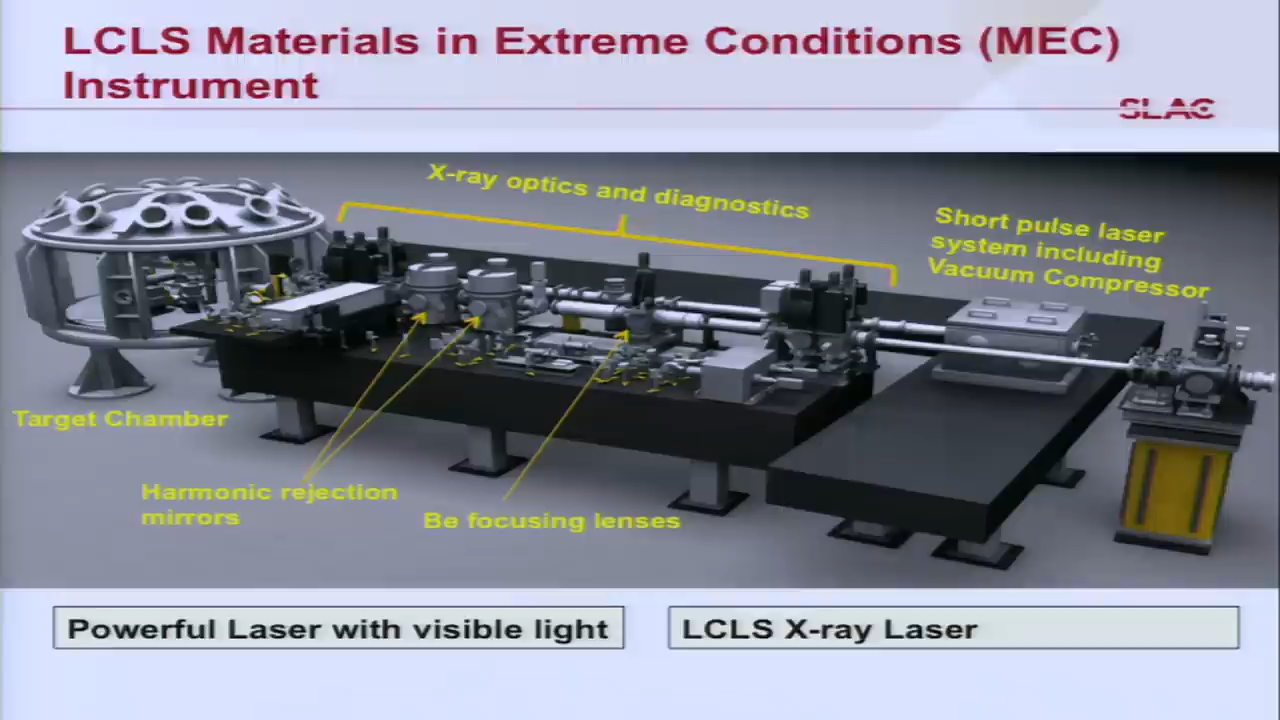 LCLS Materials in Extreme Conditions (MEC)
Instrument
SLAC
X-ray optics and diagnostics
Short pulse laser
system including
Vacuum Compressor
Target Chamber
Harmonic rejection
mirrors
Be focusing lenses
Powerful Laser with visible light
LCLS X-ray Laser